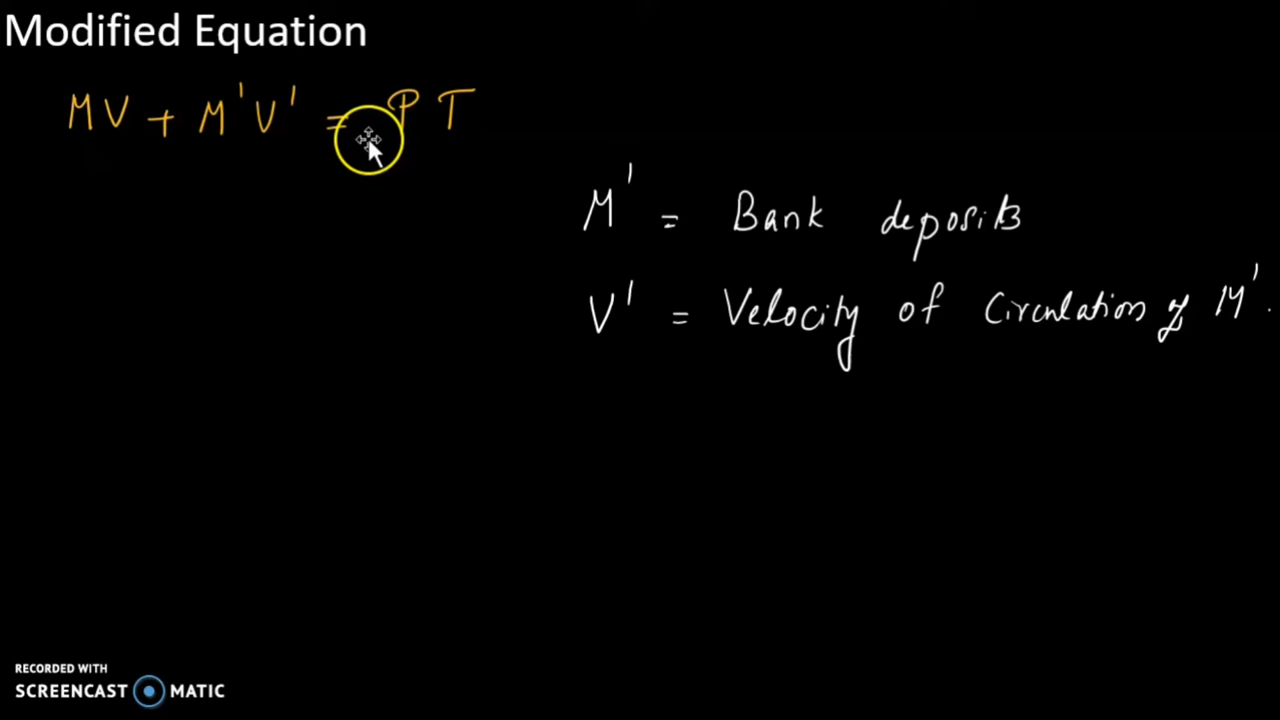 Modified Equation
MV + M'V' = PT
M' = Bank deposits
V' = Velocity of Circulation of M'.
RECORDED WITH
SCREENCAST MATIC